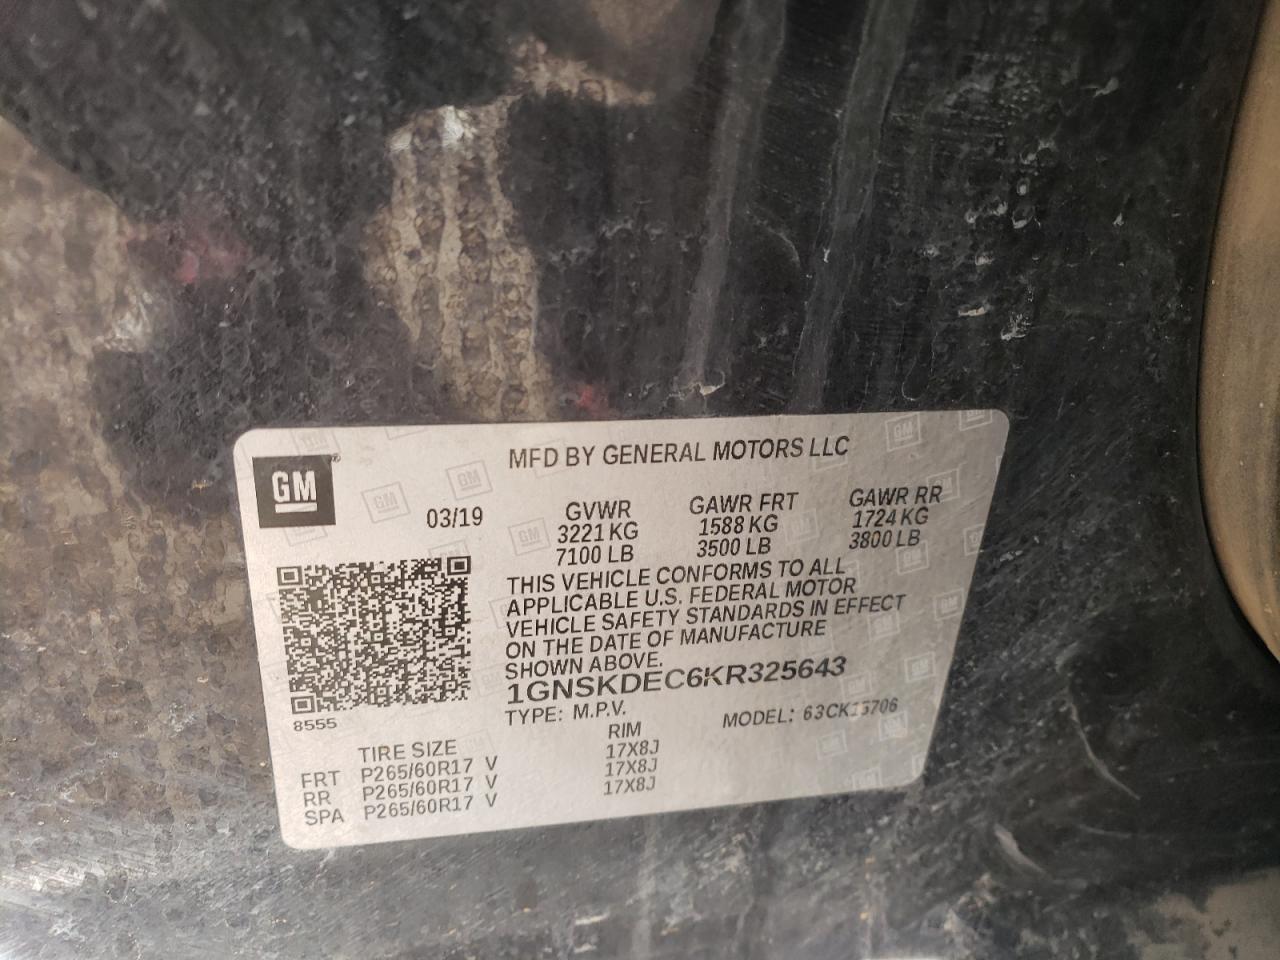 GM
MFD BY GENERAL MOTORS LLC
03/19
GVWR GAWR FRT GAWR RR
3221 KG 1588 KG 1724 KG
7100 LB 3500 LB 3800 LB
THIS VEHICLE CONFORMS TO ALL
APPLICABLE U.S. FEDERAL MOTOR
VEHICLE SAFETY STANDARDS IN EFFECT
ON THE DATE OF MANUFACTURE
SHOWN ABOVE.
1GNSKDEC6KR325643
8555
TYPE: M.P.V. MODEL: 63CK15706
TIRE SIZE RIM
FRT P265/60R17 V 17X8J
RR P265/60R17 V 17X8J
SPA P265/60R17 V 17X8J